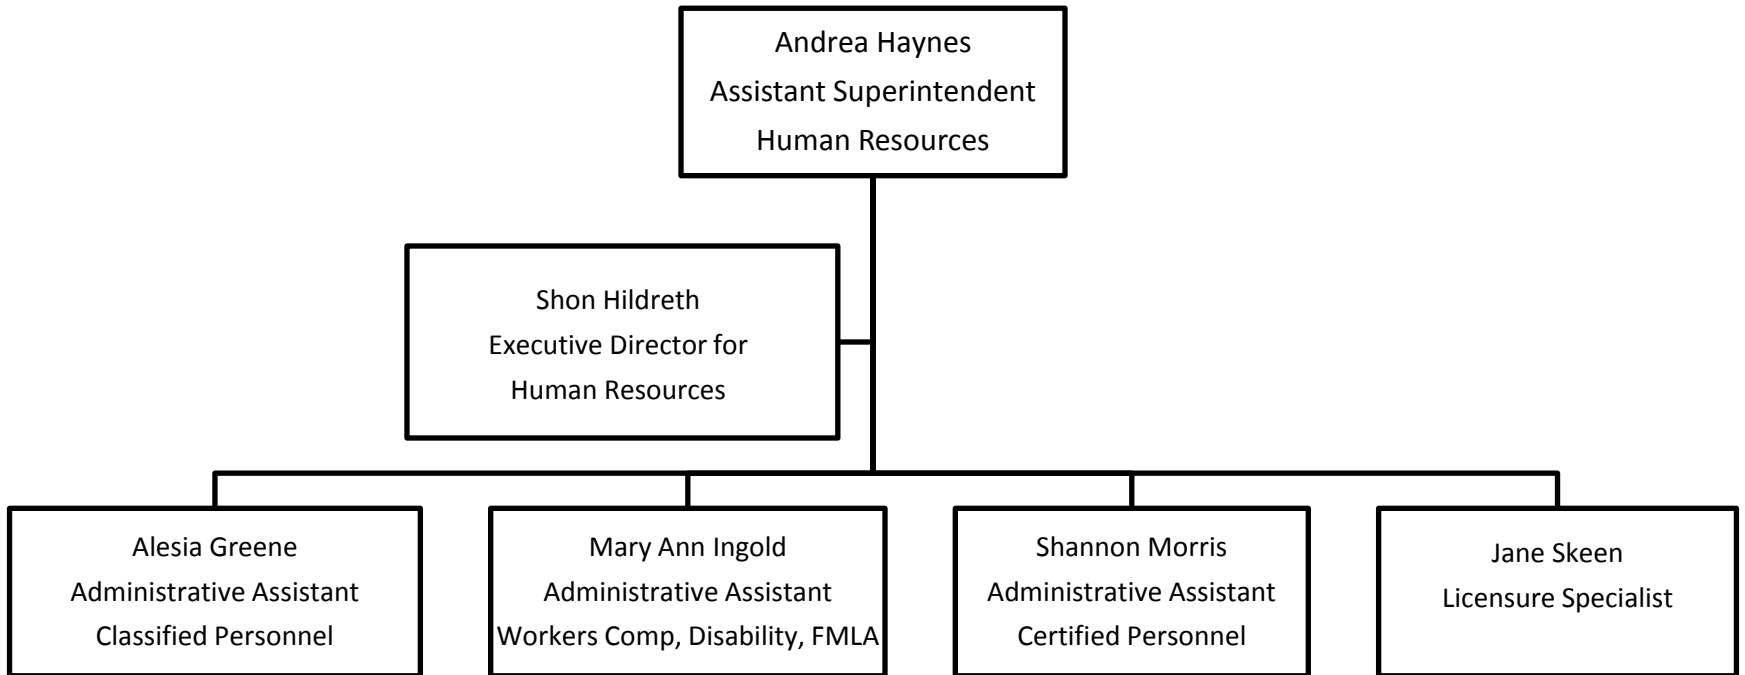 Andrea Haynes
Assistant Superintendent
Human Resources
Shon Hildreth
Executive Director for
Human Resources
Alesia Greene
Administrative Assistant
Classified Personnel
Mary Ann Ingold
Administrative Assistant
Workers Comp, Disability, FMLA
Shannon Morris
Administrative Assistant
Certified Personnel
Jane Skeen
Licensure Specialist